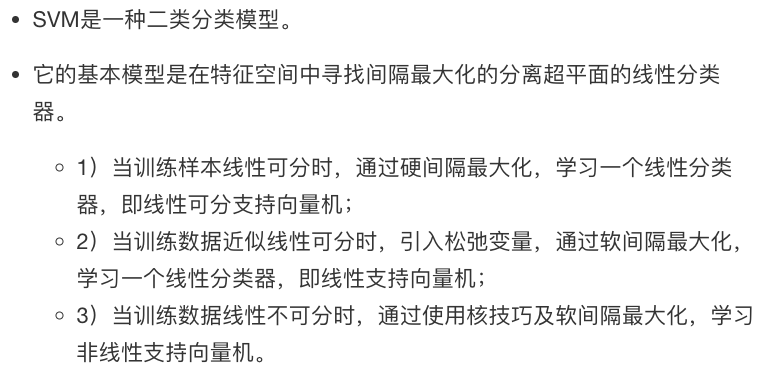 • SVM是一种二类分类模型。
• 它的基本模型是在特征空间中寻找间隔最大化的分离超平面的线性分类
器。
◦ 1）当训练样本线性可分时，通过硬间隔最大化，学习一个线性分类
器，即线性可分支持向量机；
◦ 2）当训练数据近似线性可分时，引入松弛变量，通过软间隔最大化，
学习一个线性分类器，即线性支持向量机；
◦ 3）当训练数据线性不可分时，通过使用核技巧及软间隔最大化，学习
非线性支持向量机。